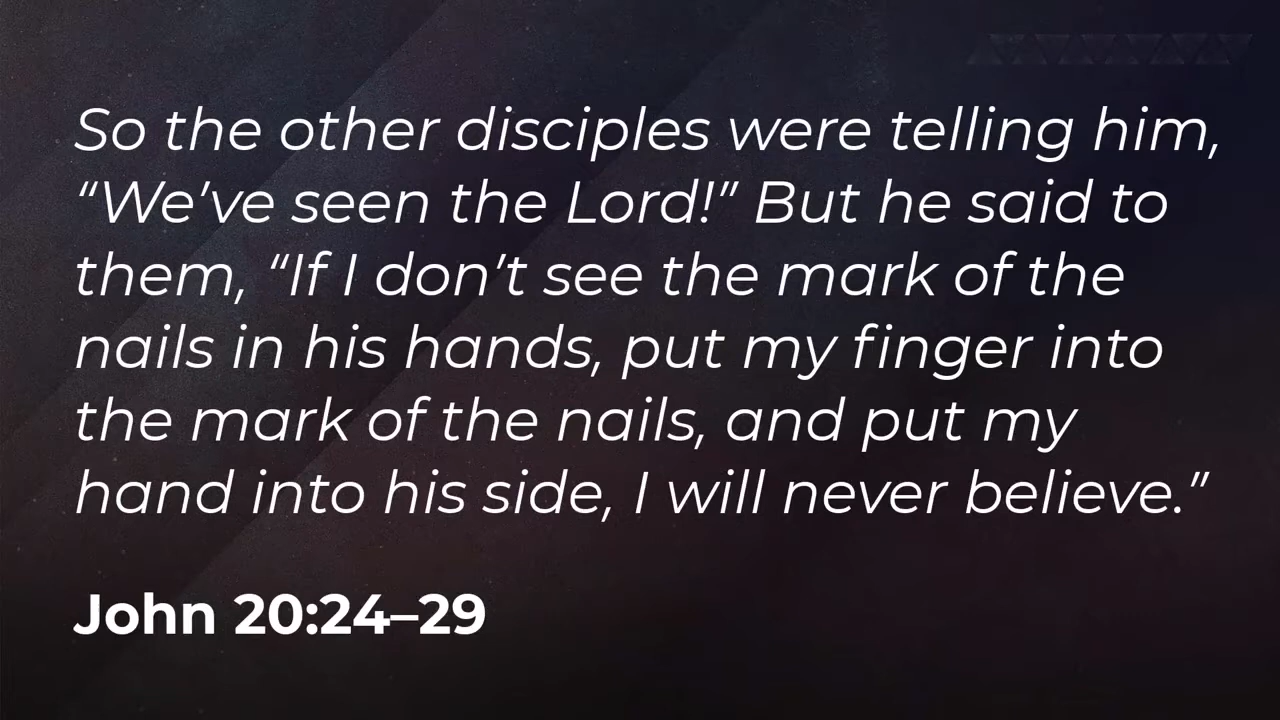 So the other disciples were telling him,
“We’ve seen the Lord!” But he said to
them, “If I don’t see the mark of the
nails in his hands, put my finger into
the mark of the nails, and put my
hand into his side, I will never believe.”
John 20:24–29